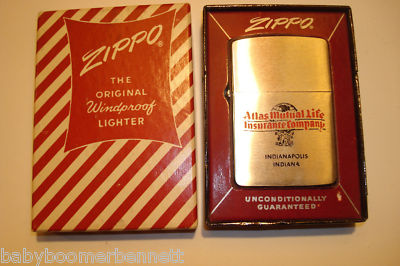 ZIPPO®
THE
ORIGINAL
Windproof
LIGHTER
ZIPPO
Atlas Mutual Life
Insurance Company
INDIANAPOLIS
INDIANA
UNCONDITIONALLY
GUARANTEED
babyboomerbennett